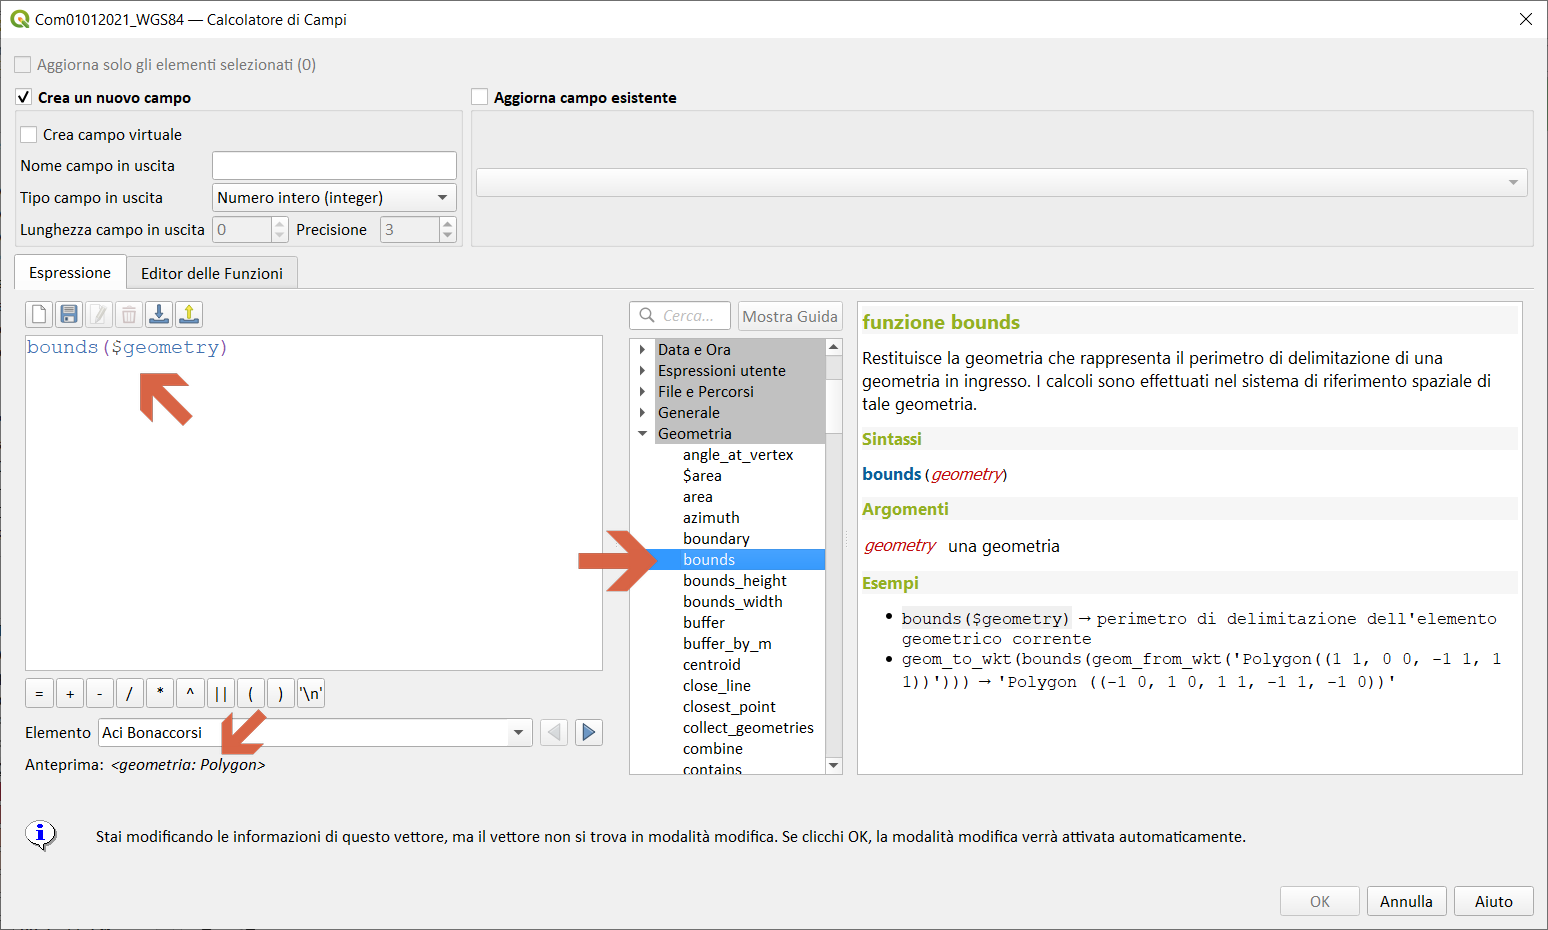 Com01012021_WGS84 — Calcolatore di Campi
Aggiorna solo gli elementi selezionati (0)
Crea un nuovo campo
Aggiorna campo esistente
Crea campo virtuale
Nome campo in uscita
Tipo campo in uscita Numero intero (integer)
Lunghezza campo in uscita 0 Precisione 3
Espressione Editor delle Funzioni
bounds($geometry)
= + - / * ^ || ( ) '\n'
Elemento Aci Bonaccorsi
Anteprima: <geometria: Polygon>
Cerca... Mostra Guida
Data e Ora
Espressioni utente
File e Percorsi
Generale
Geometria
angle_at_vertex
$area
area
azimuth
boundary
bounds
bounds_height
bounds_width
buffer
buffer_by_m
centroid
close_line
closest_point
collect_geometries
combine
contains
funzione bounds
Restituisce la geometria che rappresenta il perimetro di delimitazione di una
geometria in ingresso. I calcoli sono effettuati nel sistema di riferimento spaziale di
tale geometria.
Sintassi
bounds(geometry)
Argomenti
geometry una geometria
Esempi
• bounds($geometry) → perimetro di delimitazione dell'elemento
geometrico corrente
• geom_to_wkt(bounds(geom_from_wkt('Polygon((1 1, 0 0, -1 1, 1
1))'))) → 'Polygon ((-1 0, 1 0, 1 1, -1 1, -1 0))'
Stai modificando le informazioni di questo vettore, ma il vettore non si trova in modalità modifica. Se clicchi OK, la modalità modifica verrà attivata automaticamente.
OK Annulla Aiuto